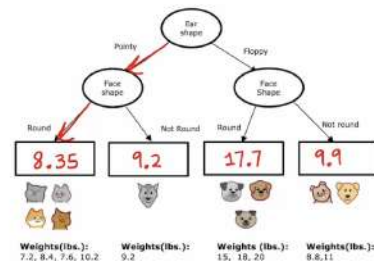 Ear
shape
Pointy
Floppy
Face
shape
Face
Shape
Round
Not Round
Round
Not round
8.35
9.2
17.7
9.9
Weights(lbs.):
7.2, 8.4, 7.6, 10.2
Weights(lbs.):
9.2
Weights (lbs.):
15, 18, 20
Weights(lbs.):
8.8,11